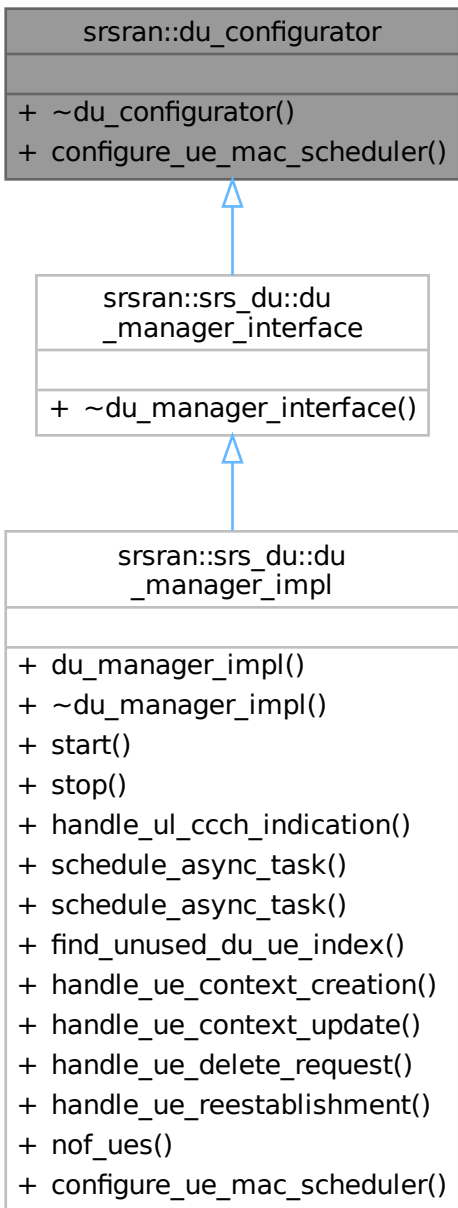 srsran::du_configurator
+ ~du_configurator()
+ configure_ue_mac_scheduler()
srsran::srs_du::du
_manager_interface
+ ~du_manager_interface()
srsran::srs_du::du
_manager_impl
+ du_manager_impl()
+ ~du_manager_impl()
+ start()
+ stop()
+ handle_ul_ccch_indication()
+ schedule_async_task()
+ schedule_async_task()
+ find_unused_du_ue_index()
+ handle_ue_context_creation()
+ handle_ue_context_update()
+ handle_ue_delete_request()
+ handle_ue_reestablishment()
+ nof_ues()
+ configure_ue_mac_scheduler()